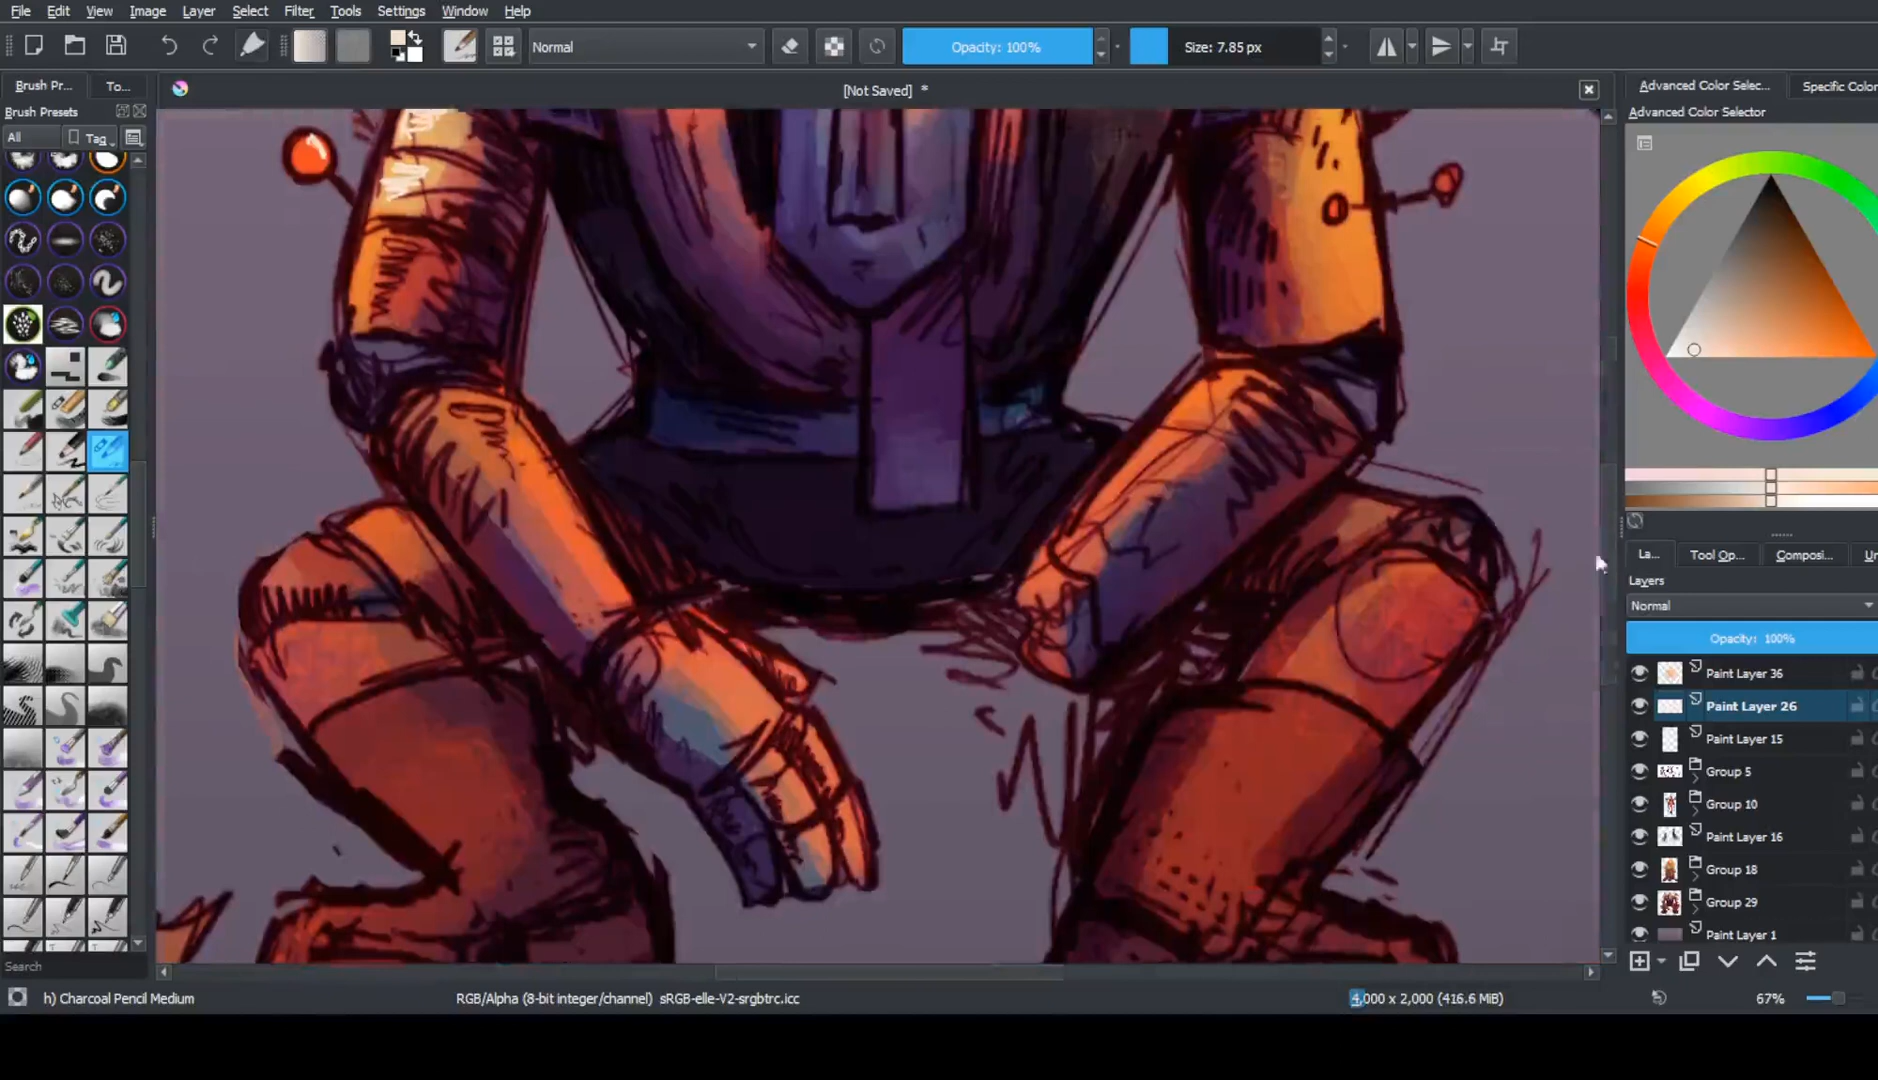 File Edit View Image Layer Select Filter Tools Settings Window Help
Normal Opacity: 100% Size: 7.85 px
Brush Pr... To... [Not Saved] * Advanced Color Selec... Specific Color
Brush Presets Advanced Color Selector
All Tag
La... Tool Op... Composi...
Layers
Normal
Opacity: 100%
Paint Layer 36
Paint Layer 26
Paint Layer 15
Group 5
Group 10
Paint Layer 16
Group 18
Group 29
Paint Layer 1
Search
h) Charcoal Pencil Medium RGB/Alpha (8-bit integer/channel) sRGB-elle-V2-srgbtrc.icc 4,000 x 2,000 (416.6 MiB) 67%